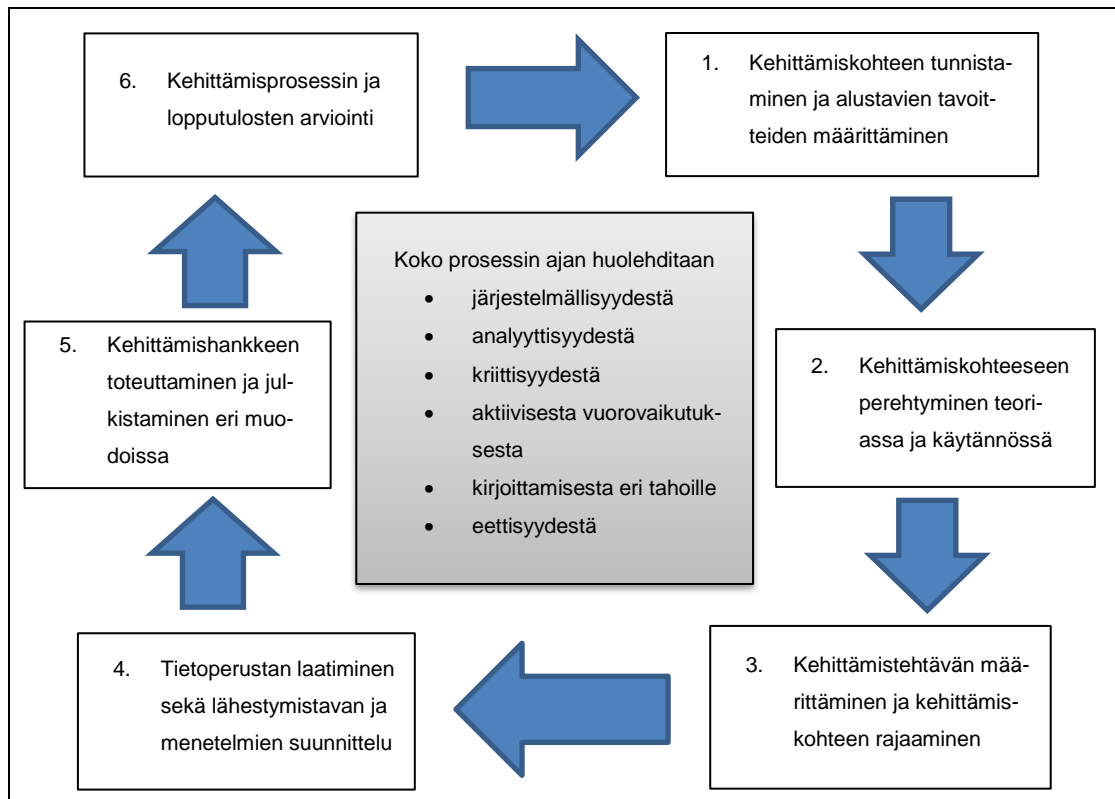 6. Kehittämisprosessin ja
lopputulosten arviointi
1. Kehittämiskohteen tunnista-
minen ja alustavien tavoit-
teiden määrittäminen
Koko prosessin ajan huolehditaan
• järjestelmällisyydestä
• analyyttisyydestä
• kriittisyydestä
• aktiivisesta vuorovaikutuk-
sesta
• kirjoittamisesta eri tahoille
• eettisyydestä
5. Kehittämishankkeen
toteuttaminen ja jul-
kistaminen eri muo-
doissa
2. Kehittämiskohteeseen
perehtyminen teori-
assa ja käytännössä
4. Tietoperustan laatiminen
sekä lähestymistavan ja
menetelmien suunnittelu
3. Kehittämistehtävän mää-
rittäminen ja kehittämis-
kohteen rajaaminen